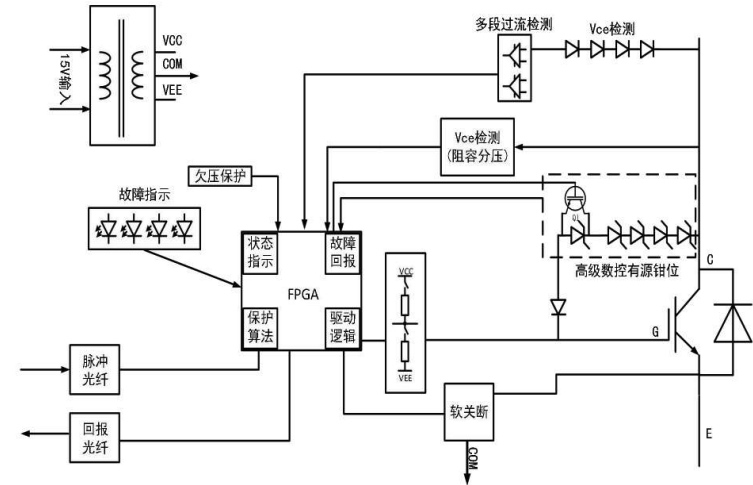 多段过流检测
Vce检测
VCC
COM
VEE
15V输入
Vce检测
(阻容分压)
欠压保护
故障指示
Q1
状态
指示
故障
回报
高级数控有源钳位
C
FPGA
VCC
保护
算法
驱动
逻辑
G
VEE
脉冲
光纤
软关断
回报
光纤
E
COM